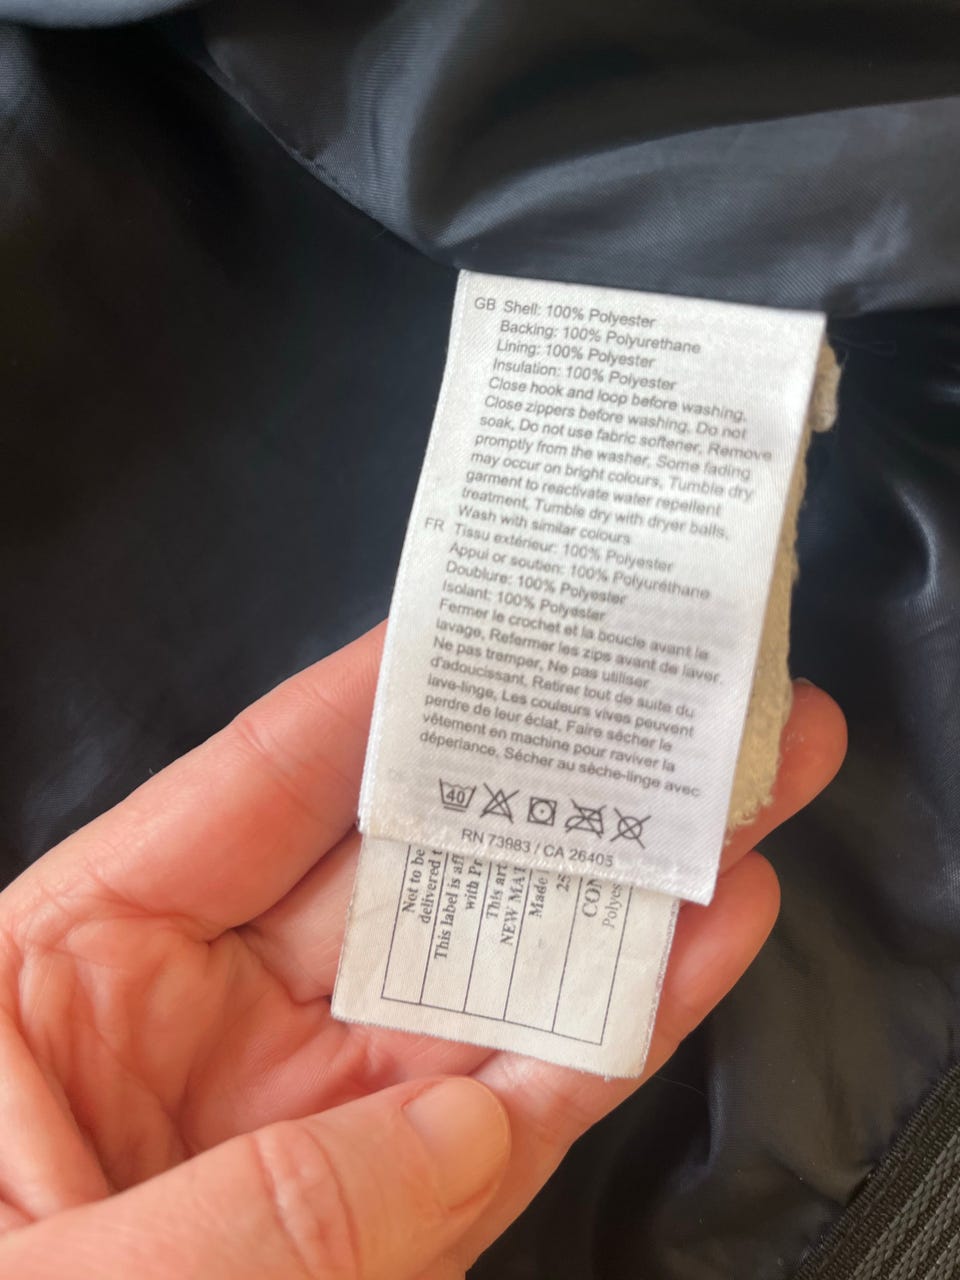 GB Shell: 100% Polyester
Backing: 100% Polyurethane
Lining: 100% Polyester
Insulation: 100% Polyester
Close hook and loop before washing.
Close zippers before washing. Do not
soak, Do not use fabric softener, Remove
promptly from the washer, Some fading
may occur on bright colours, Tumble dry
garment to reactivate water repellent
treatment, Tumble dry with dryer balls,
Wash with similar colours
FR Tissu extérieur: 100% Polyester
Appui or soutien: 100% Polyuréthane
Doublure: 100% Polyester
Isolant: 100% Polyester
Fermer le crochet et la boucle avant la
lavage, Refermer les zips avant de laver.
Ne pas tremper, Ne pas utiliser
d'adoucissant, Retirer tout de suite du
lave-linge, Les couleurs vives peuvent
perdre de leur éclat, Faire sécher le
vêtement en machine pour raviver la
déperlance, Sécher au sèche-linge avec
40
RN 73983 / CA 26405
Not to be
delivered t
This label is aff
with Pr
This art
NEW MAT
Made
25
CON
Polyes